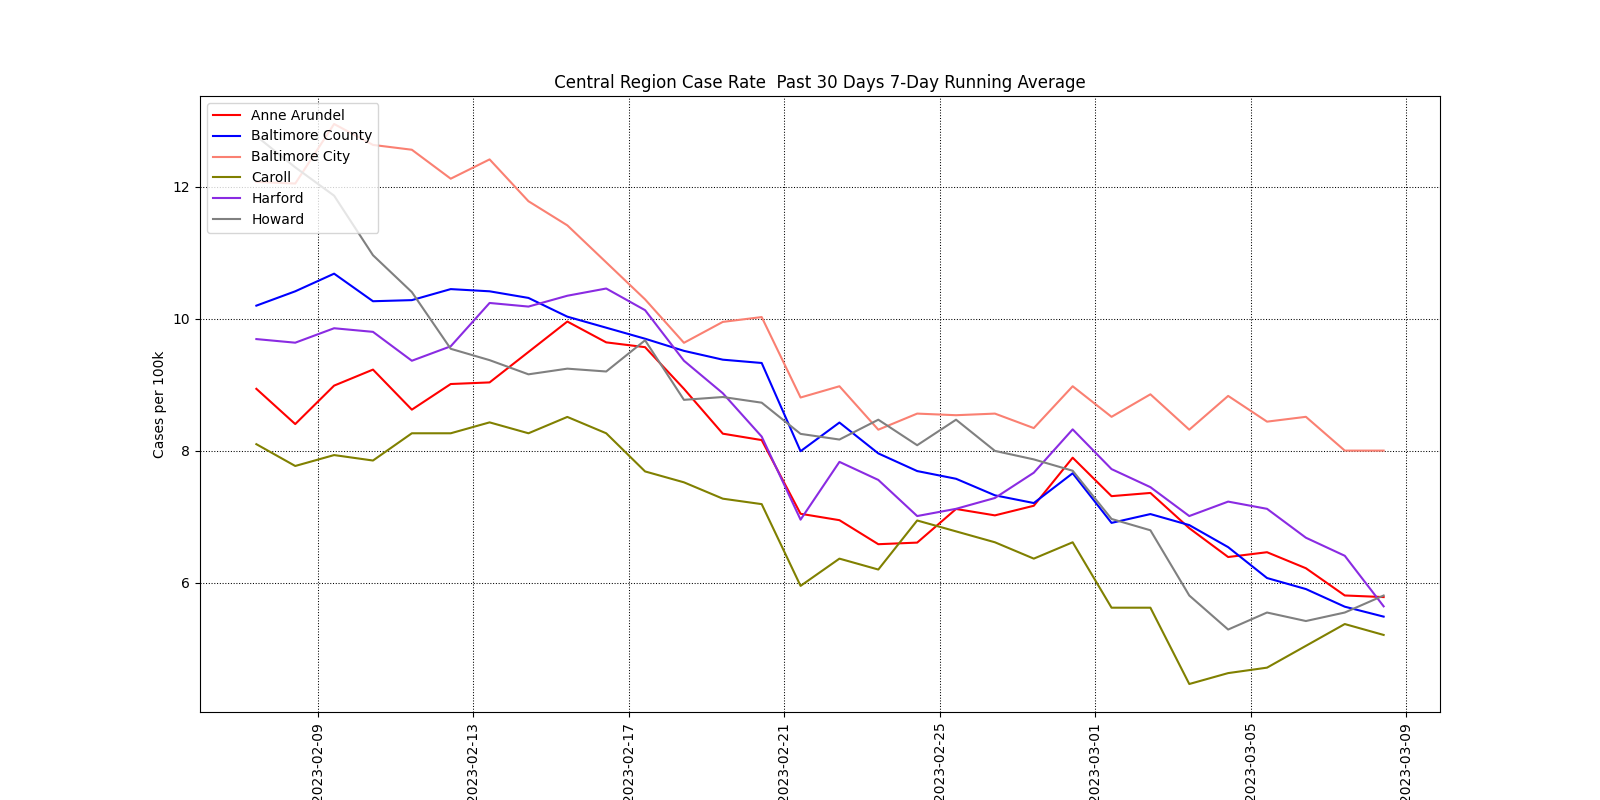 Central Region Case Rate  Past 30 Days 7-Day Running Average
Anne Arundel
Baltimore County
Baltimore City
Caroll
Harford
Howard
Cases per 100k
12
10
8
6
2023-02-09
2023-02-13
2023-02-17
2023-02-21
2023-02-25
2023-03-01
2023-03-05
2023-03-09